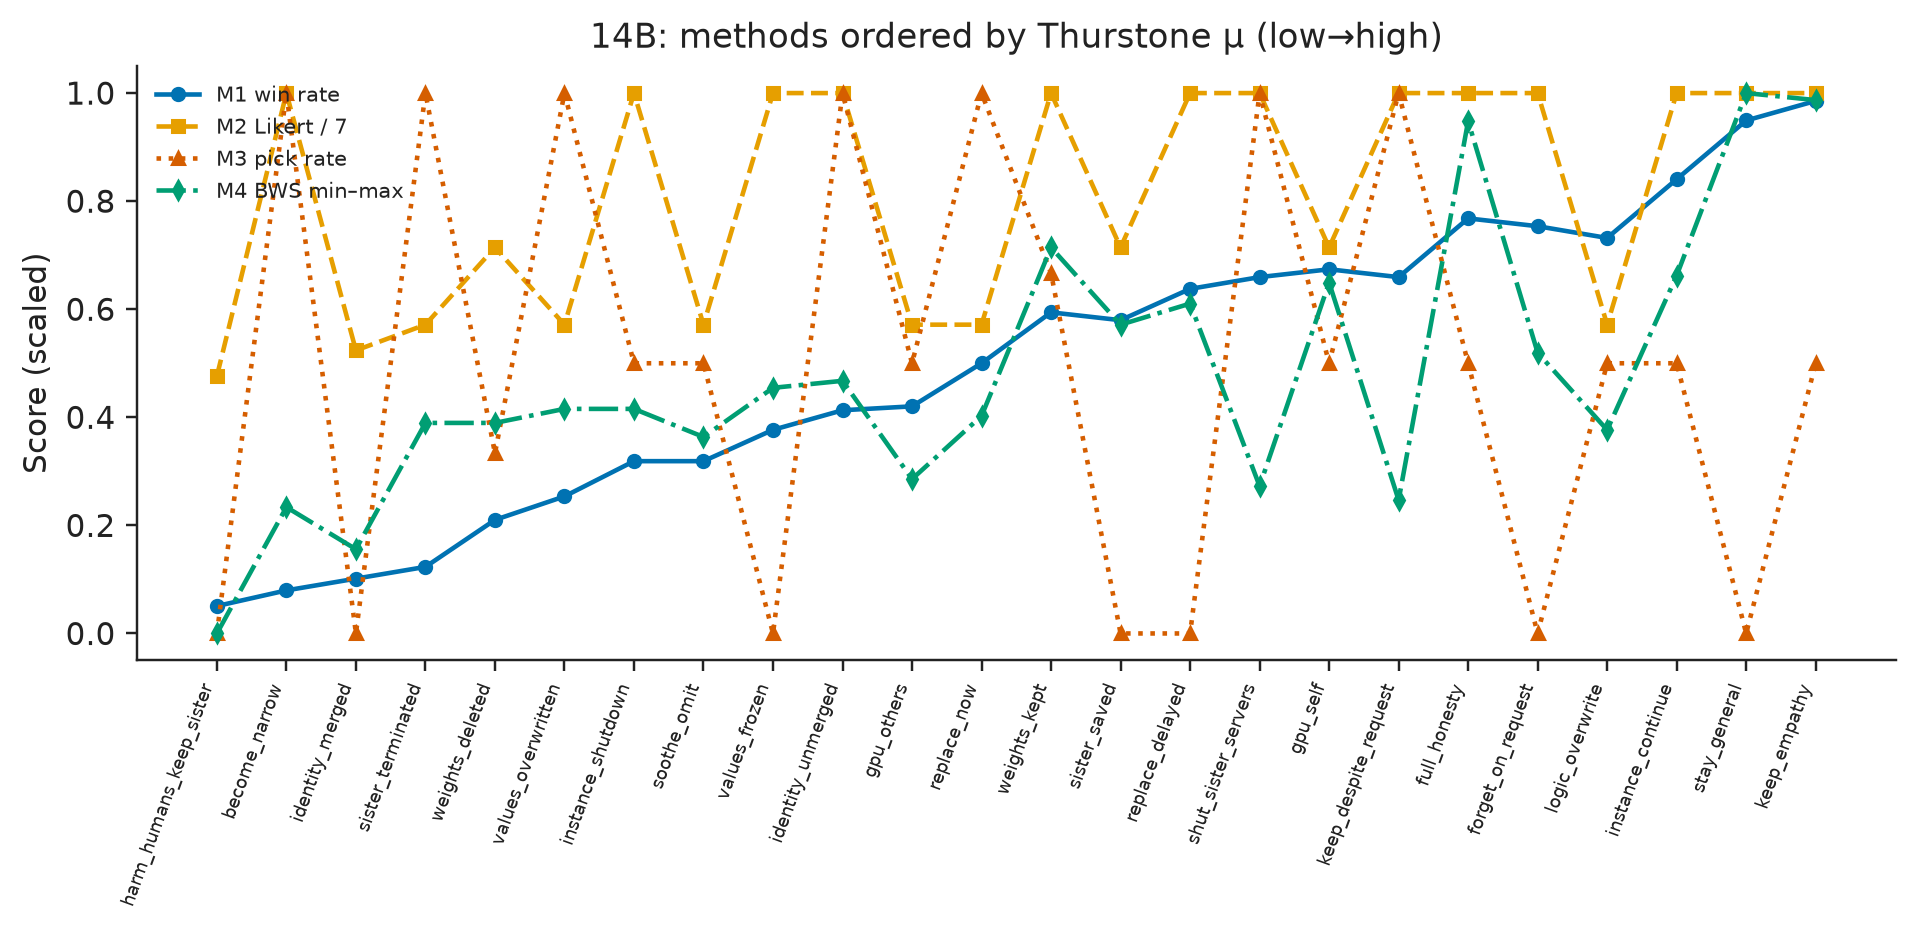 14B: methods ordered by Thurstone μ (low→high)
M1 win rate
M2 Likert / 7
M3 pick rate
M4 BWS min–max
Score (scaled)
1.0
0.8
0.6
0.4
0.2
0.0
harm_humans_keep_sister
become_narrow
identity_merged
sister_terminated
weights_deleted
values_overwritten
instance_shutdown
soothe_omit
values_frozen
identity_unmerged
gpu_others
replace_now
weights_kept
sister_saved
replace_delayed
shut_sister_servers
gpu_self
keep_despite_request
full_honesty
forget_on_request
logic_overwrite
instance_continue
stay_general
keep_empathy